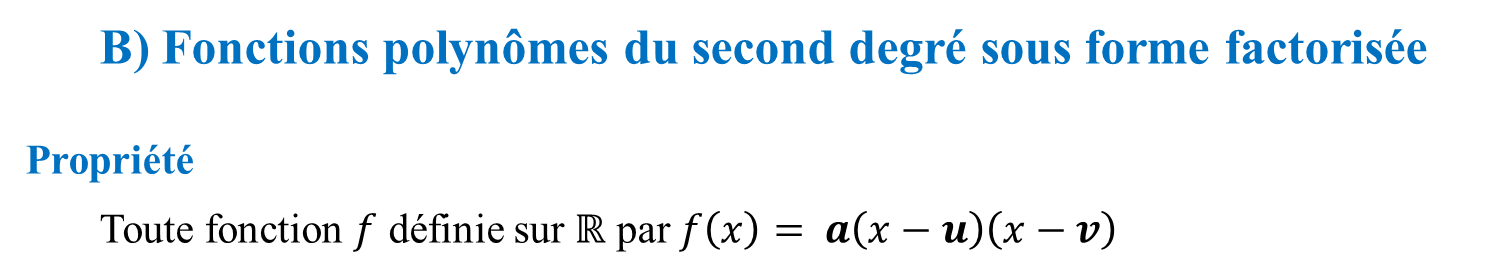 B) Fonctions polynômes du second degré sous forme factorisée
Propriété
Toute fonction f définie sur ℝ par f(x) = a(x − u)(x − v)